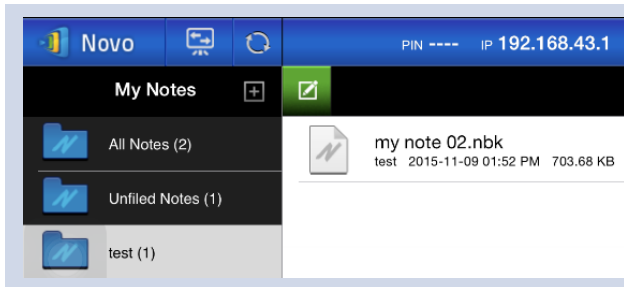 Novo
PIN ---- IP 192.168.43.1
My Notes
All Notes (2)
Unfiled Notes (1)
test (1)
my note 02.nbk
test 2015-11-09 01:52 PM 703.68 KB